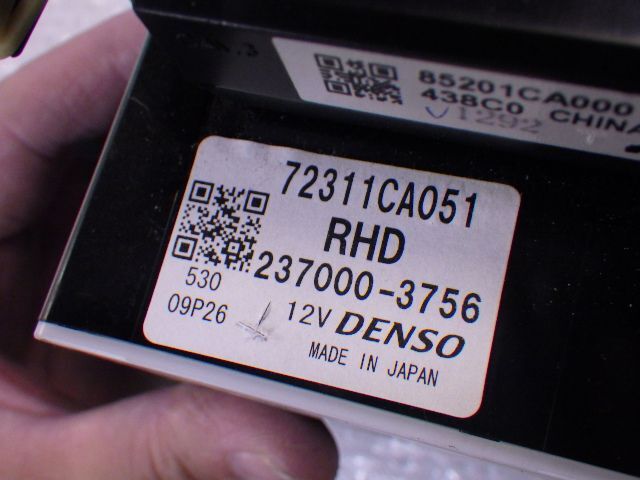 85201CA000
438C0 CHINA
V1292
72311CA051
RHD
237000-3756
530
09P26
12V DENSO
MADE IN JAPAN